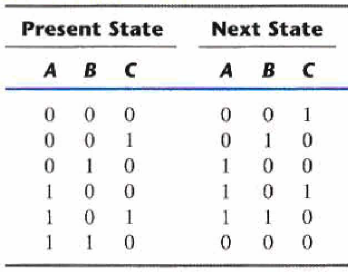 Present State Next State
A B C A B C
0 0 0 0 0 1
0 0 1 0 1 0
0 1 0 1 0 0
1 0 0 1 0 1
1 0 1 1 1 0
1 1 0 0 0 0